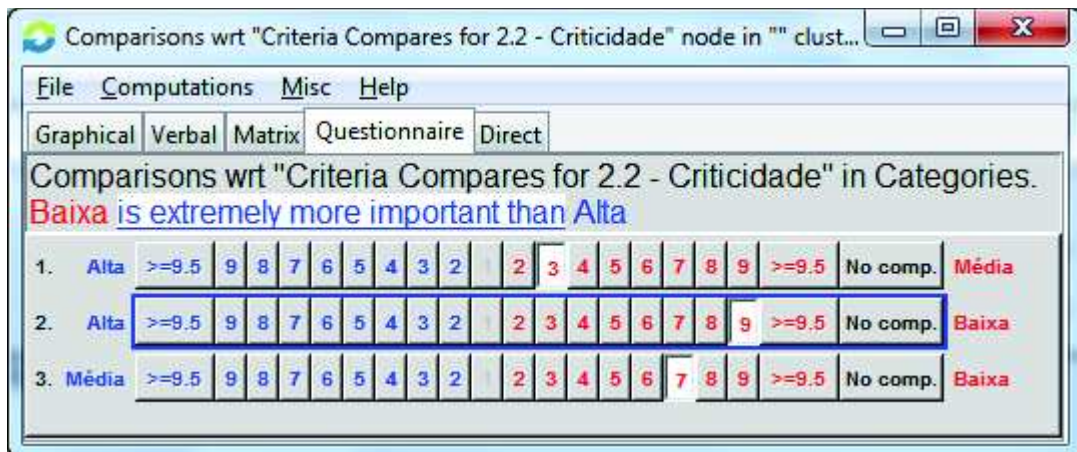 Comparisons wrt "Criteria Compares for 2.2 - Criticidade" node in "" clust...
File Computations Misc Help
Graphical Verbal Matrix Questionnaire Direct
Comparisons wrt "Criteria Compares for 2.2 - Criticidade" in Categories.
Baixa is extremely more important than Alta
1. Alta >=9.5 9 8 7 6 5 4 3 2 1 2 3 4 5 6 7 8 9 >=9.5 No comp. Média
2. Alta >=9.5 9 8 7 6 5 4 3 2 1 2 3 4 5 6 7 8 9 >=9.5 No comp. Baixa
3. Média >=9.5 9 8 7 6 5 4 3 2 1 2 3 4 5 6 7 8 9 >=9.5 No comp. Baixa